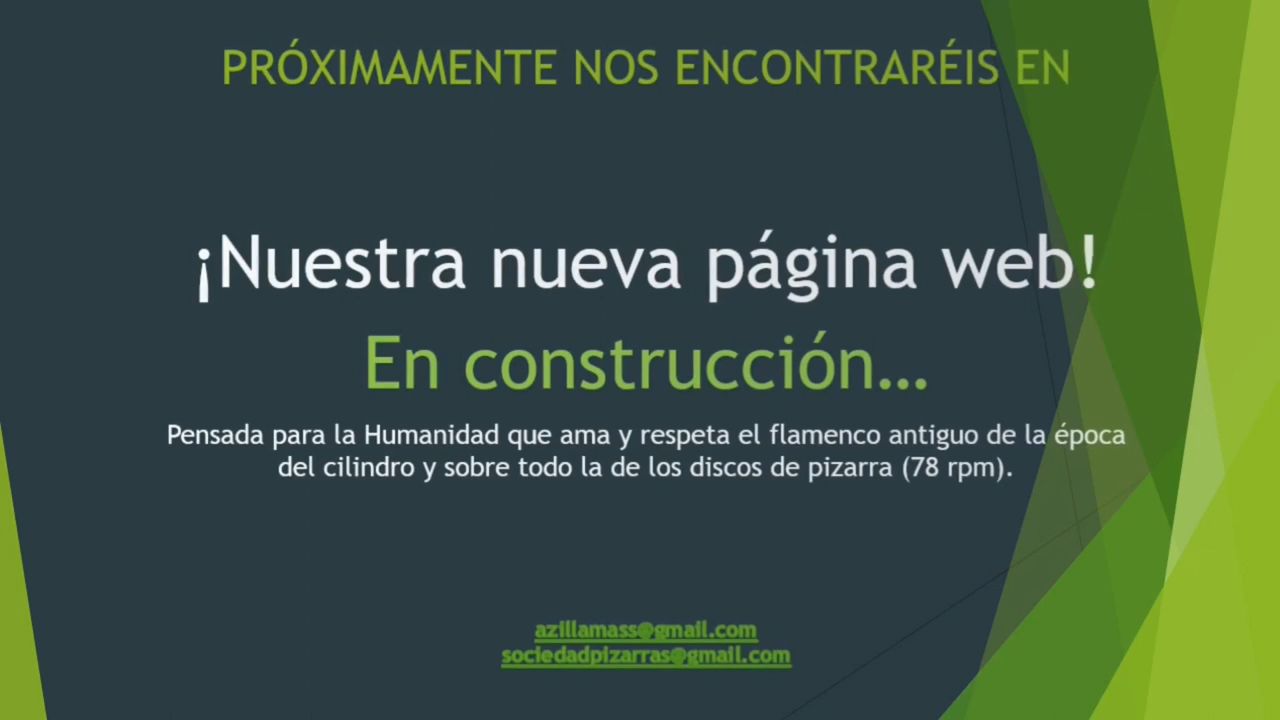 PRÓXIMAMENTE NOS ENCONTRARÉIS EN
¡Nuestra nueva página web!
En construcción...
Pensada para la Humanidad que ama y respeta el flamenco antiguo de la época
del cilindro y sobre todo la de los discos de pizarra (78 rpm).
azillamass@gmail.com
sociedadpizarras@gmail.com